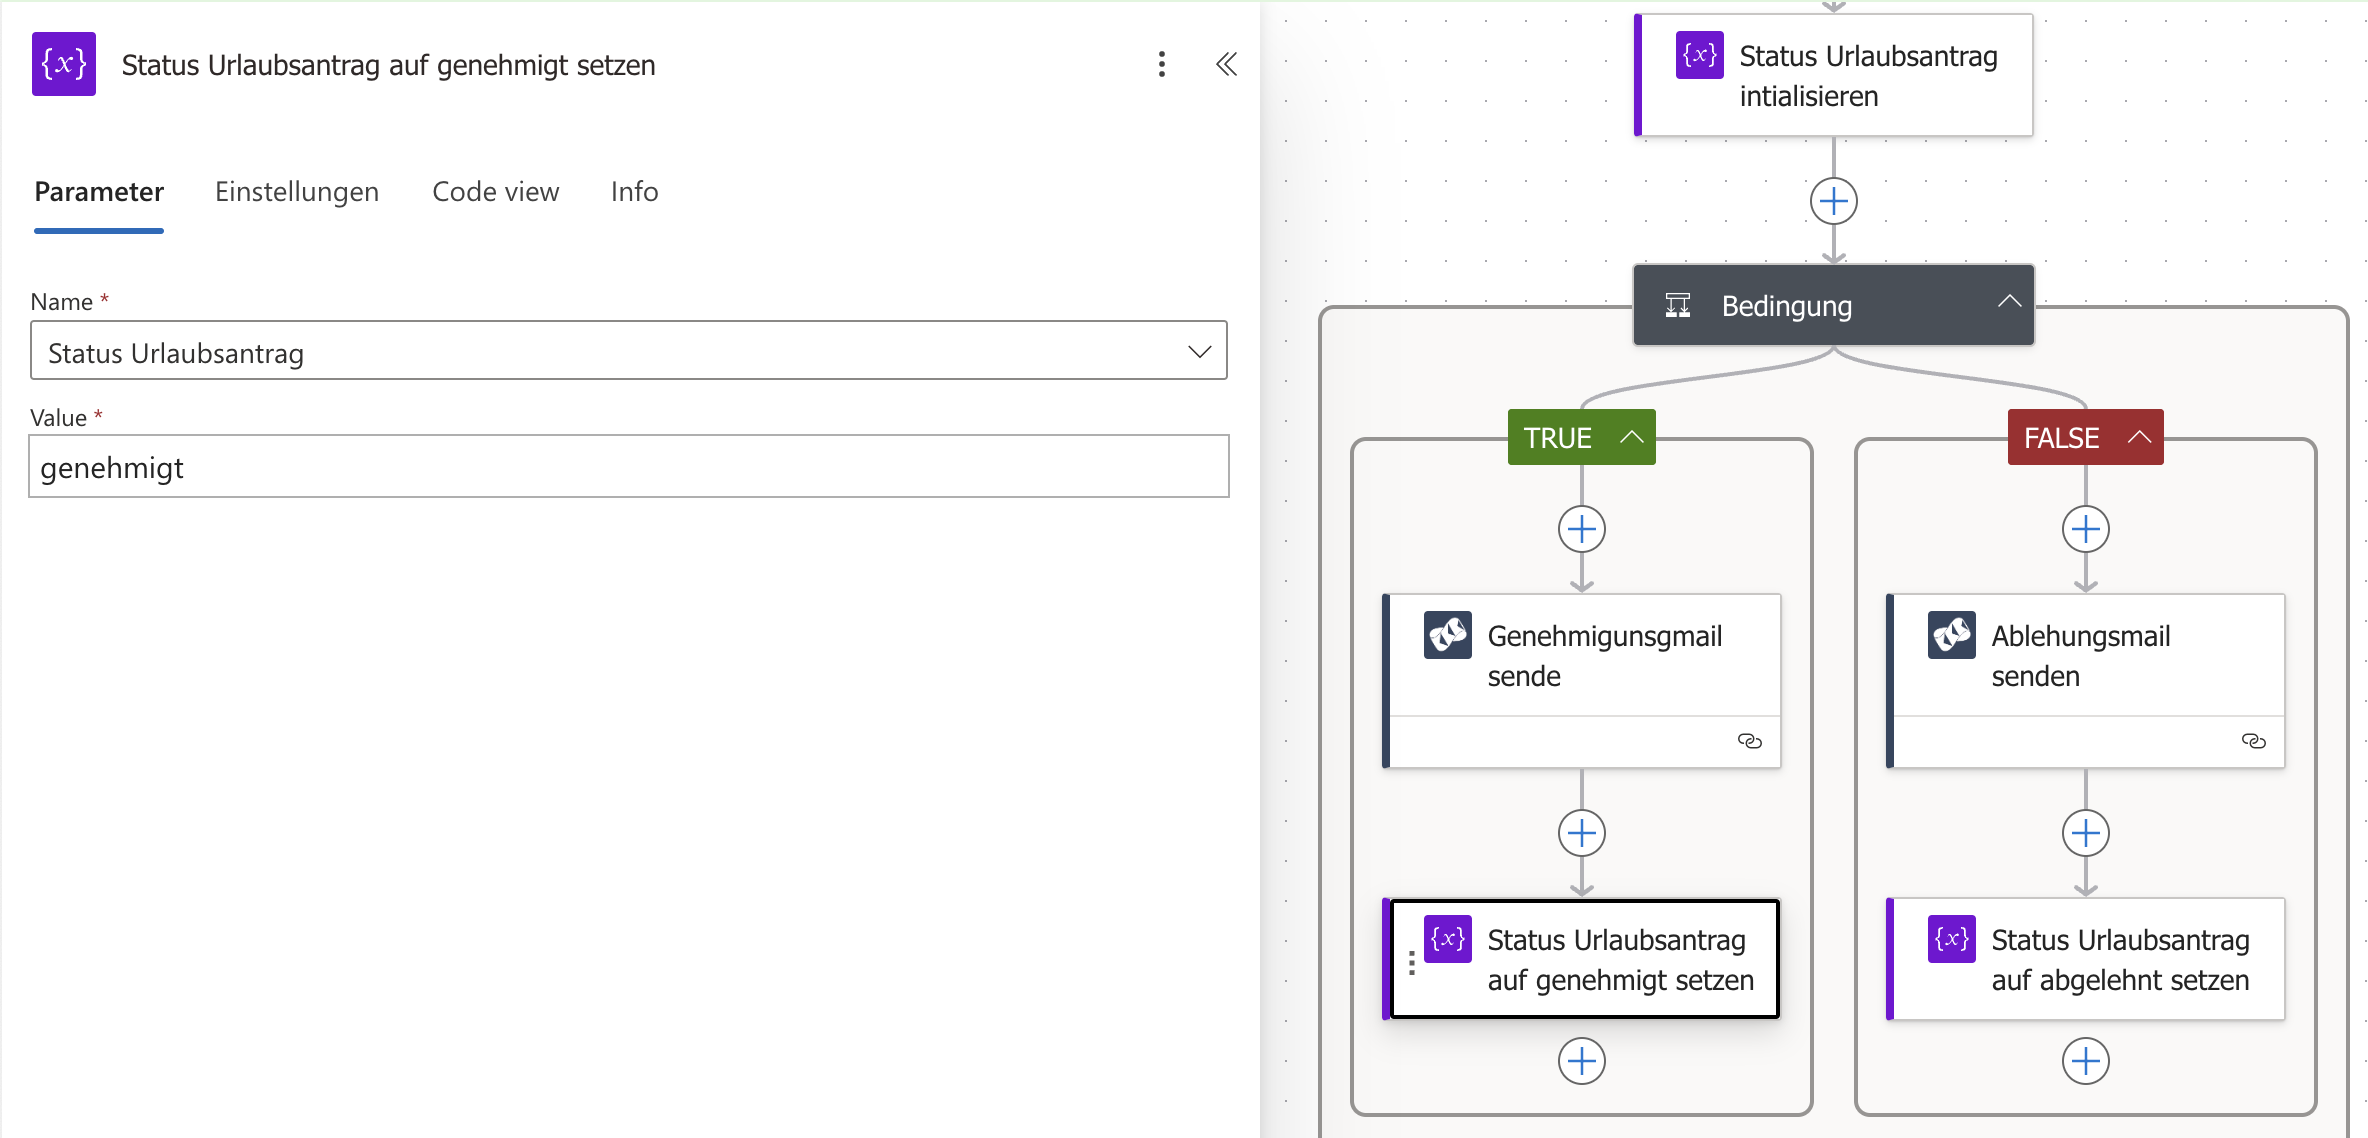 {x} Status Urlaubsantrag auf genehmigt setzen
Parameter Einstellungen Code view Info
Name *
Status Urlaubsantrag
Value *
genehmigt
{x} Status Urlaubsantrag
intialisieren
Bedingung
TRUE
FALSE
Genehmigunsgmail
sende
Ablehungsmail
senden
{x} Status Urlaubsantrag
auf genehmigt setzen
{x} Status Urlaubsantrag
auf abgelehnt setzen